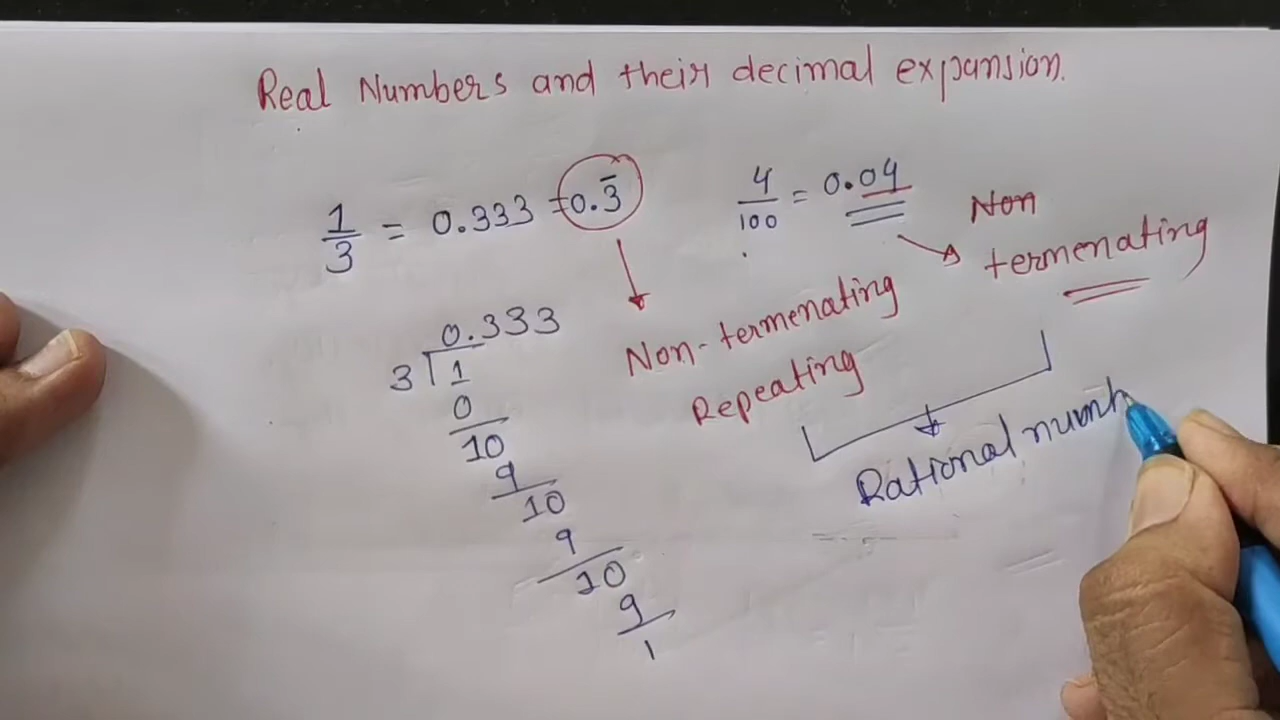 Real Numbers and their decimal expansion.
1/3 = 0.333 = 0.3̄
4/100 = 0.04
Non
termenating
Non-termenating
Repeating
0.333
3 1
0
10
9
10
9
10
9
1
Rational numb